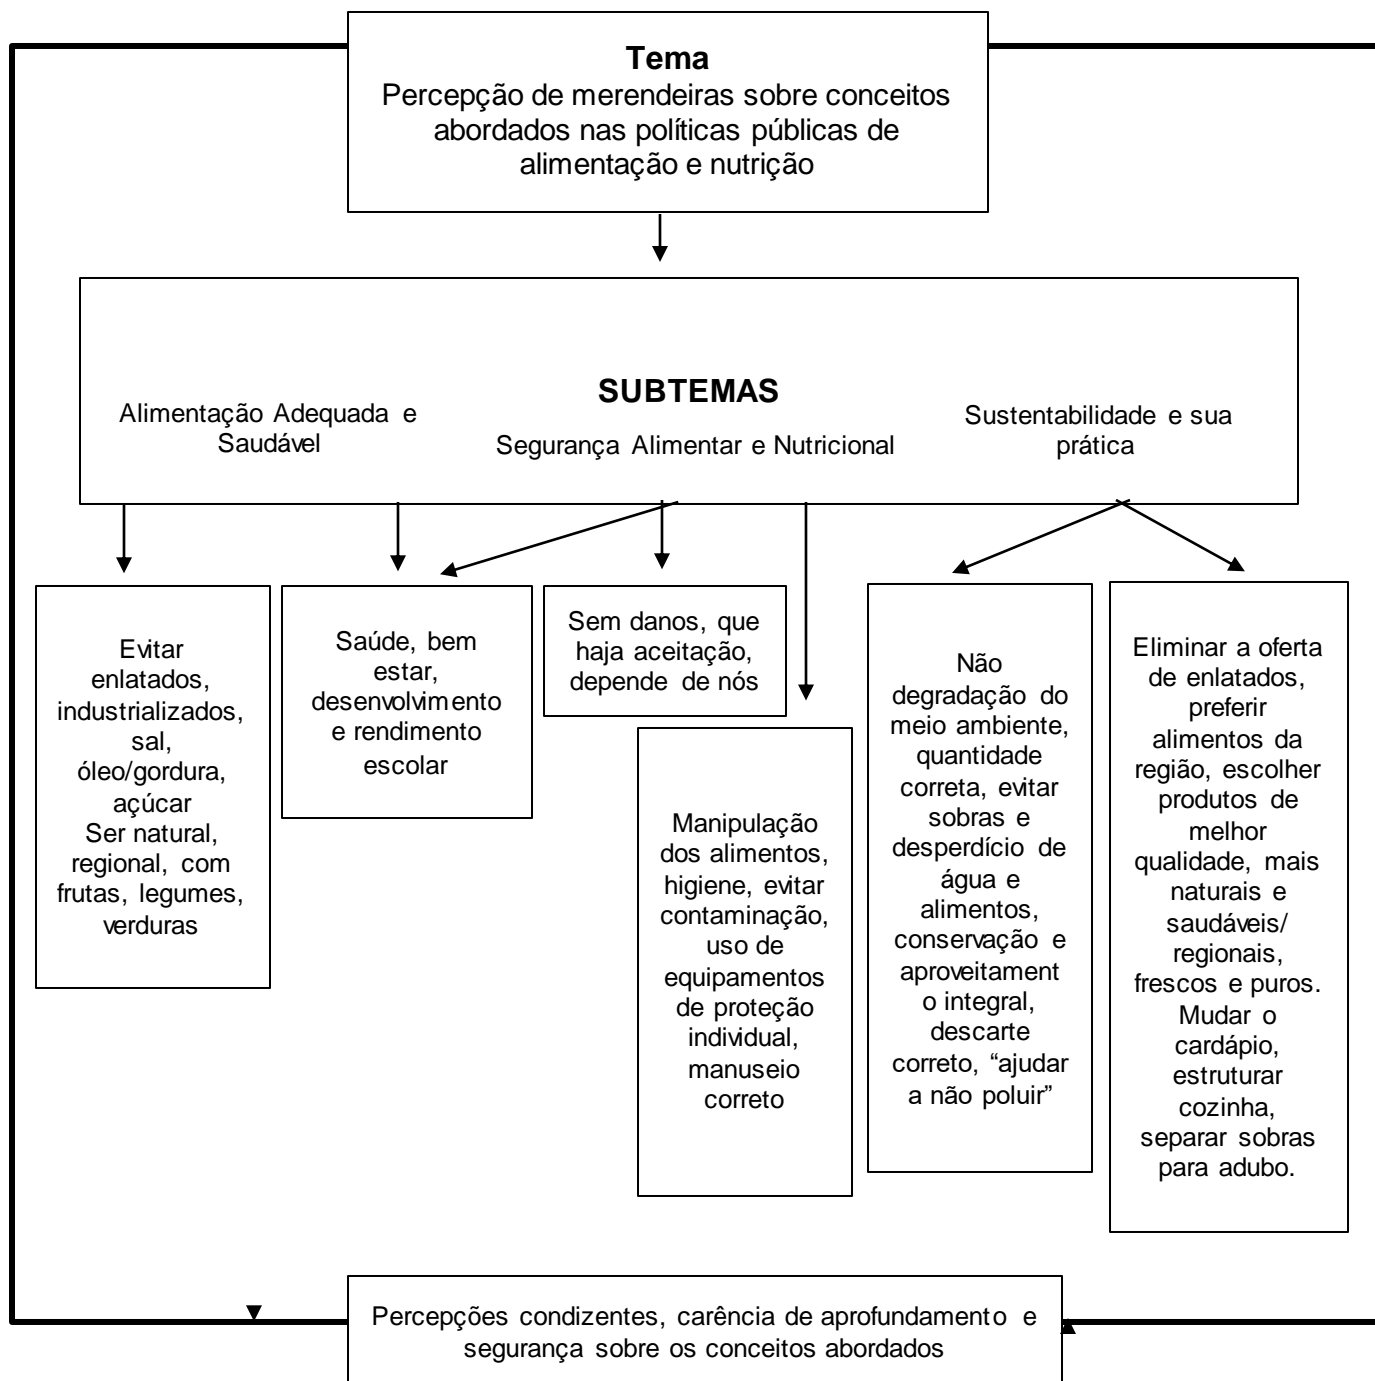 Tema
Percepção de merendeiras sobre conceitos
abordados nas políticas públicas de
alimentação e nutrição
SUBTEMAS
Alimentação Adequada e
Saudável
Segurança Alimentar e Nutricional
Sustentabilidade e sua
prática
Evitar
enlatados,
industrializados,
sal,
óleo/gordura,
açúcar
Ser natural,
regional, com
frutas, legumes,
verduras
Saúde, bem
estar,
desenvolvimento
e rendimento
escolar
Sem danos, que
haja aceitação,
depende de nós
Manipulação
dos alimentos,
higiene, evitar
contaminação,
uso de
equipamentos
de proteção
individual,
manuseio
correto
Não
degradação do
meio ambiente,
quantidade
correta, evitar
sobras e
desperdício de
água e
alimentos,
conservação e
aproveitament
o integral,
descarte
correto, “ajudar
a não poluir”
Eliminar a oferta
de enlatados,
preferir
alimentos da
região, escolher
produtos de
melhor
qualidade, mais
naturais e
saudáveis/
regionais,
frescos e puros.
Mudar o
cardápio,
estruturar
cozinha,
separar sobras
para adubo.
Percepções condizentes, carência de aprofundamento e
segurança sobre os conceitos abordados